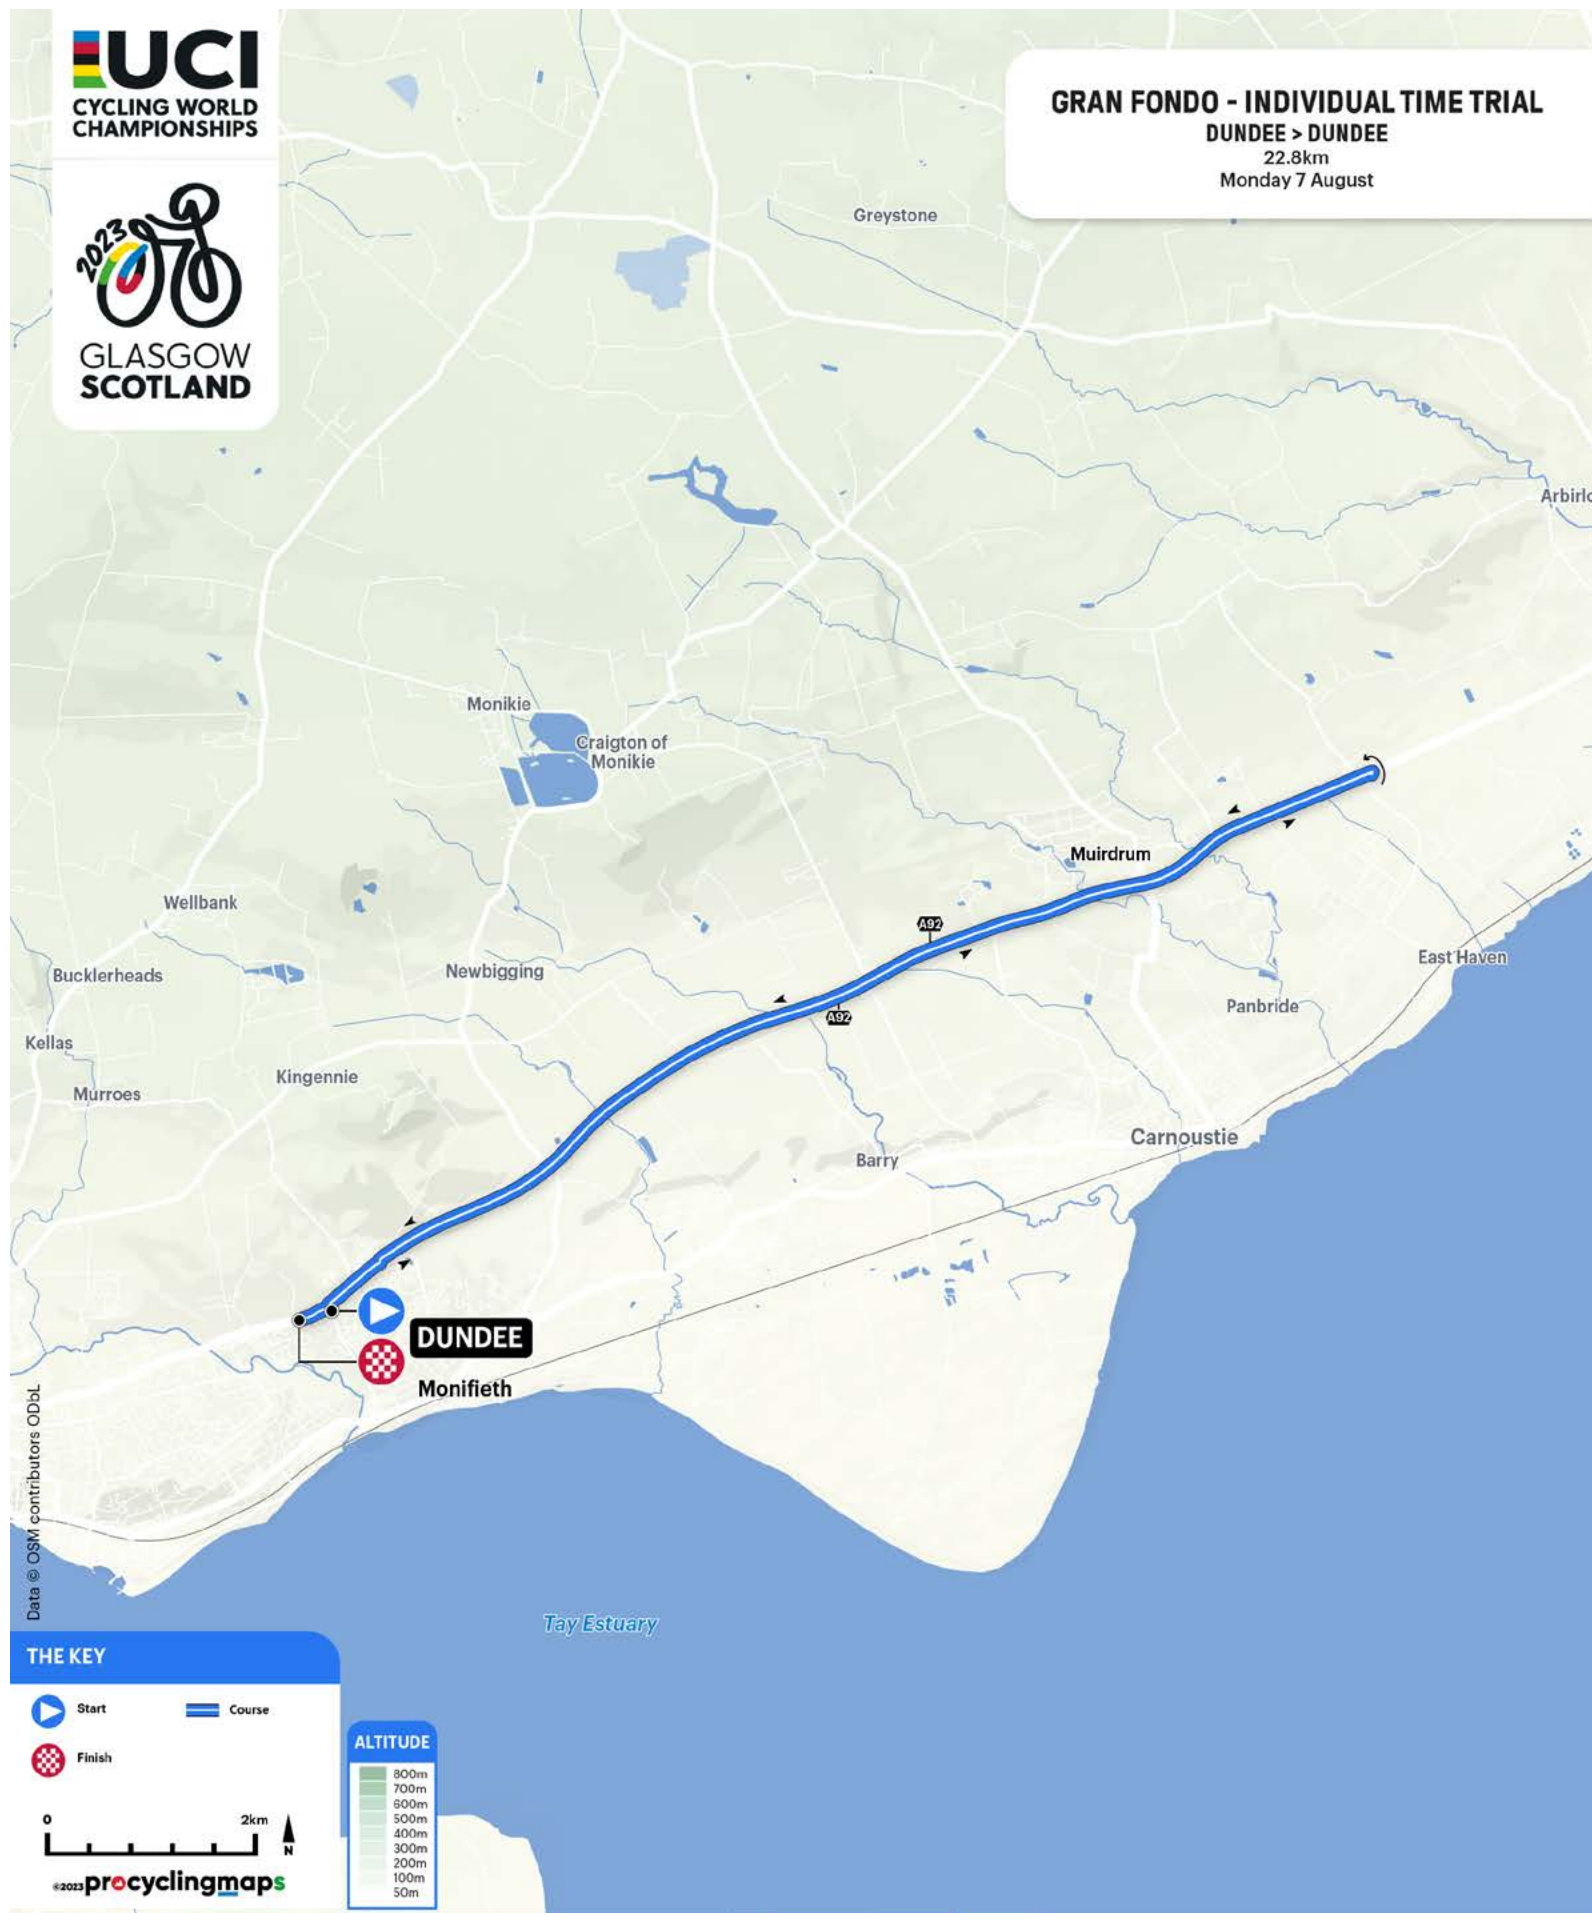 UCI
CYCLING WORLD
CHAMPIONSHIPS
2023
GLASGOW
SCOTLAND
GRAN FONDO - INDIVIDUAL TIME TRIAL
DUNDEE > DUNDEE
22.8km
Monday 7 August
Greystone
Arbirlo
Monikie
Craigton of
Monikie
Muirdrum
Wellbank
A92
Bucklerheads
Newbigging
East Haven
Panbride
A92
Kellas
Kingennie
Murroes
Carnoustie
Barry
DUNDEE
Monifieth
Data © OSM contributors ODbL
Tay Estuary
THE KEY
Start
Course
Finish
0
2km
N
©2023 procyclingmaps
ALTITUDE
800m
700m
600m
500m
400m
300m
200m
100m
50m